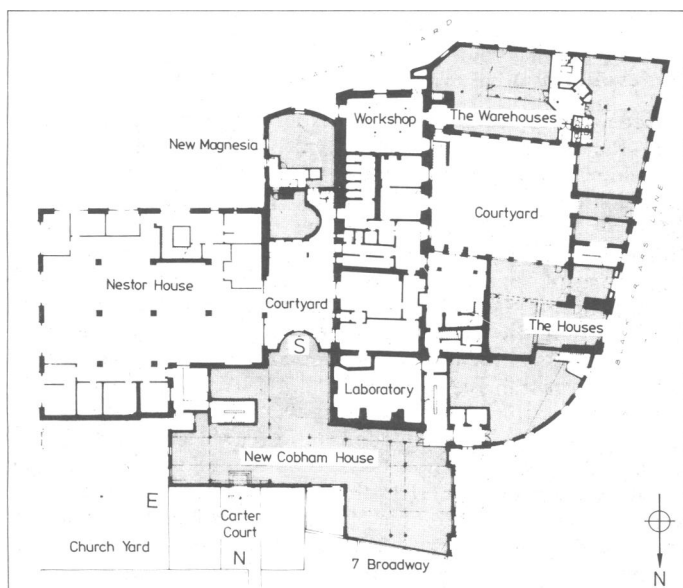 Workshop
The Warehouses
New Magnesia
Courtyard
Nestor House
Courtyard
The Houses
S
Laboratory
New Cobham House
E
Carter
Court
Church Yard
N
7 Broadway
N
LANE